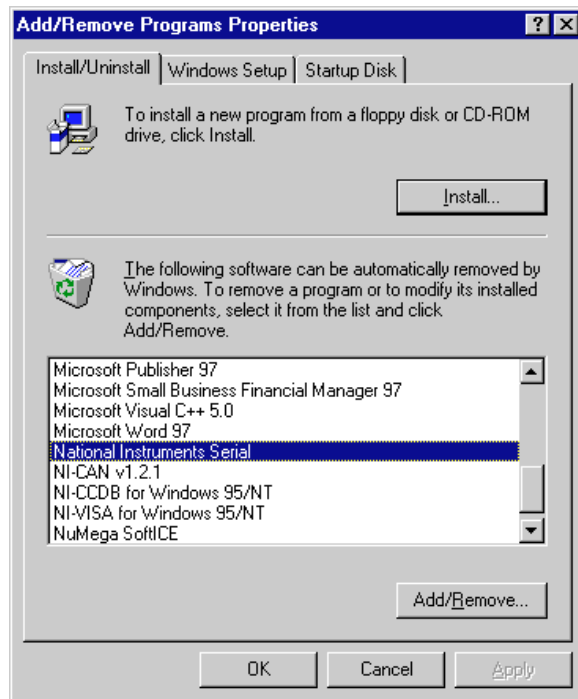 Add/Remove Programs Properties
Install/Uninstall
Windows Setup
Startup Disk
To install a new program from a floppy disk or CD-ROM
drive, click Install.
Install...
The following software can be automatically removed by
Windows. To remove a program or to modify its installed
components, select it from the list and click
Add/Remove.
Microsoft Publisher 97
Microsoft Small Business Financial Manager 97
Microsoft Visual C++ 5.0
Microsoft Word 97
National Instruments Serial
NI-CAN v1.2.1
NI-CCDB for Windows 95/NT
NI-VISA for Windows 95/NT
NuMega SoftICE
Add/Remove...
OK
Cancel
Apply